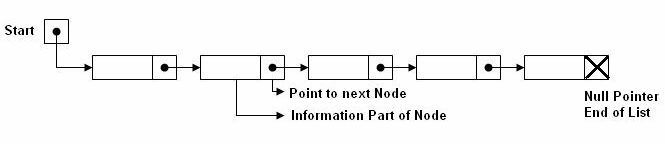 Start
Point to next Node
Information Part of Node
Null Pointer
End of List